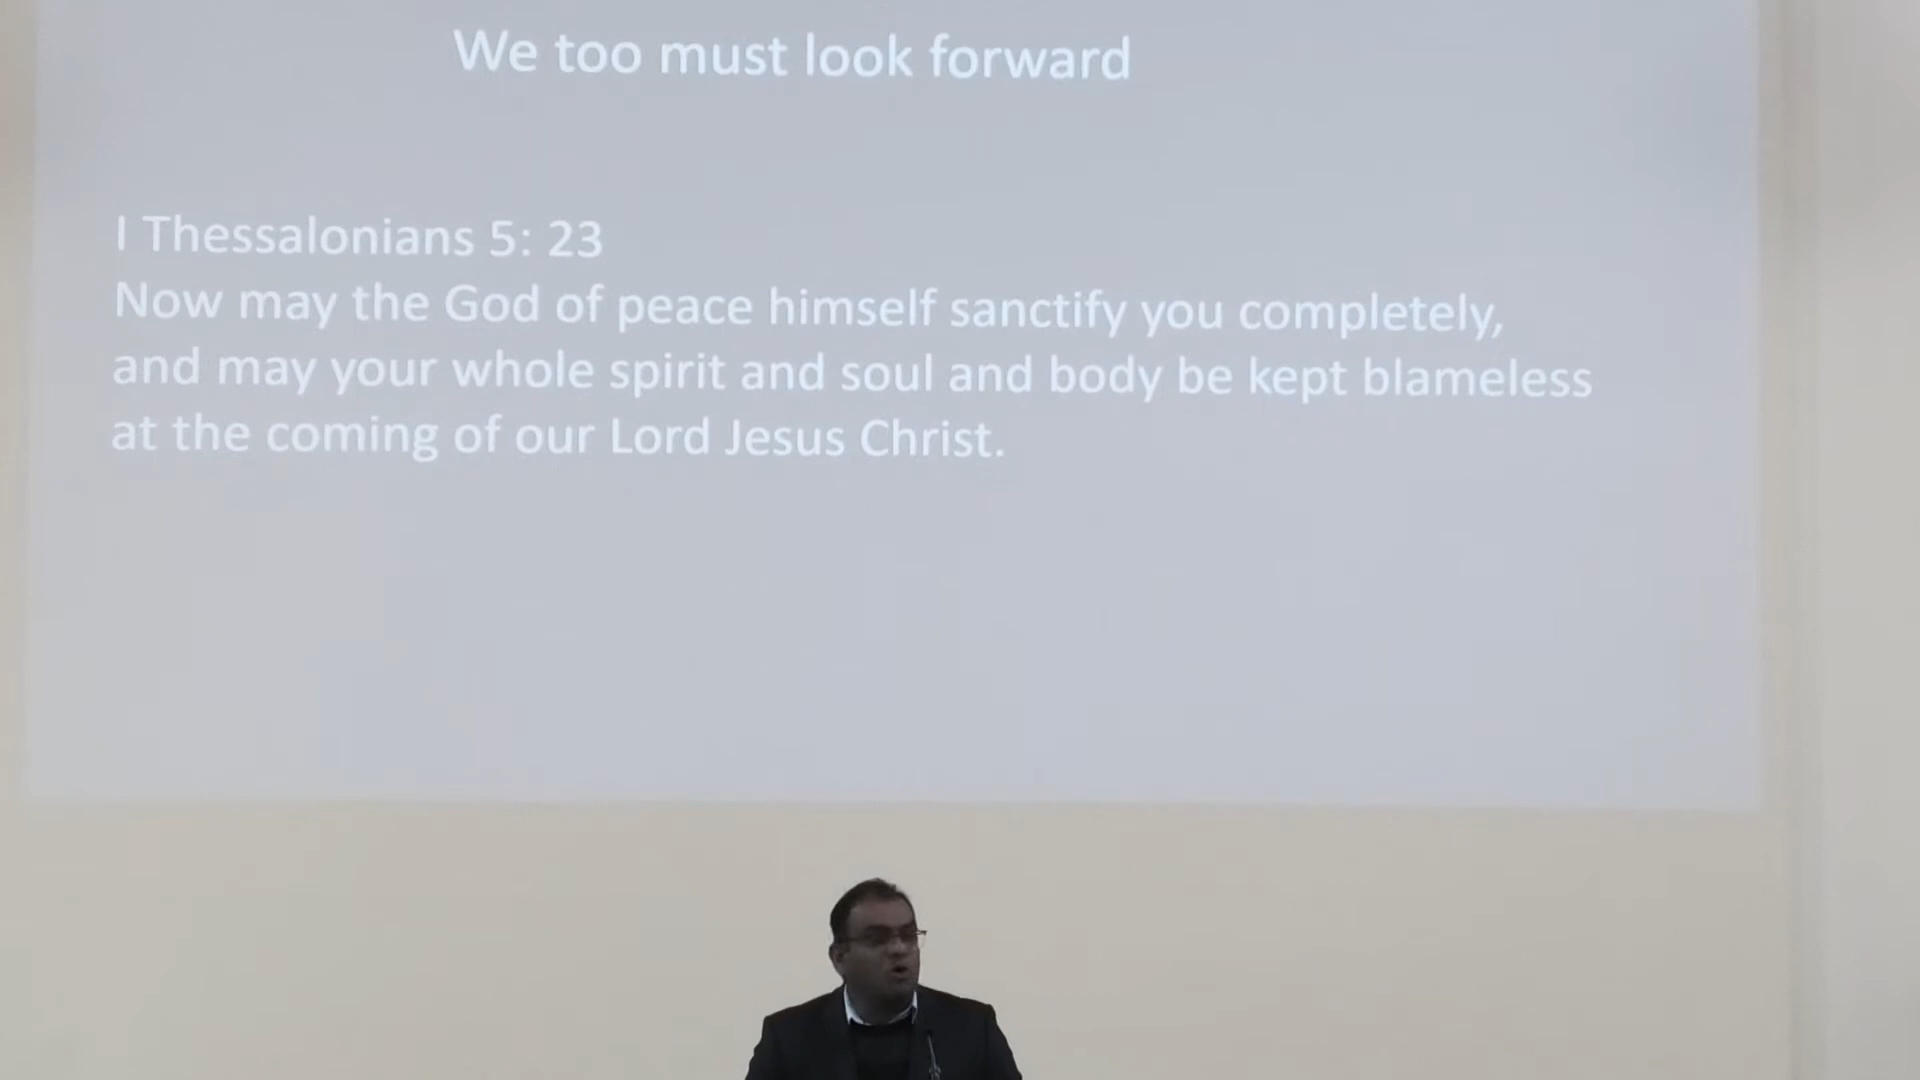 We too must look forward
I Thessalonians 5: 23
Now may the God of peace himself sanctify you completely,
and may your whole spirit and soul and body be kept blameless
at the coming of our Lord Jesus Christ.